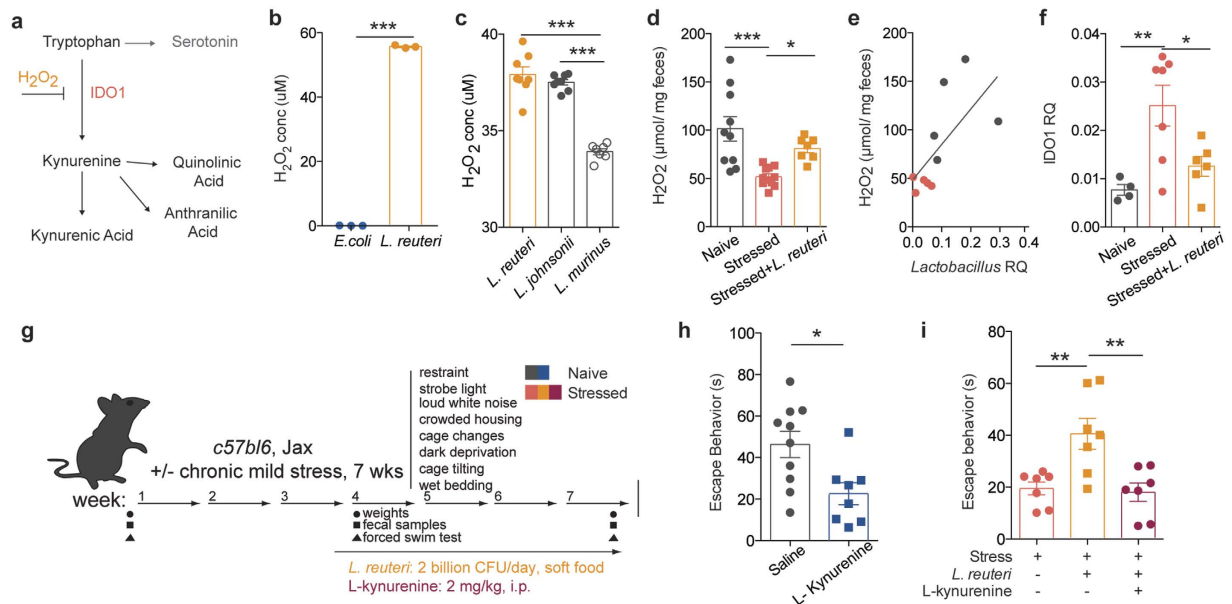 a
Tryptophan
Serotonin
H2O2
IDO1
Kynurenine
Quinolinic
Acid
Anthranilic
Acid
Kynurenic Acid
b
***
H2O2 conc (uM)
60
40
20
0
E.coli
L. reuteri
c
***
***
H2O2 conc (uM)
38
34
30
L. reuteri
L. johnsonii
L. murinus
d
***
*
H2O2 (μmol/ mg feces)
200
150
100
50
0
Naive
Stressed
Stressed+L. reuteri
e
H2O2 (μmol/ mg feces)
200
150
100
50
0
0.0
0.1
0.2
0.3
0.4
Lactobacillus RQ
f
**
*
IDO1 RQ
0.04
0.03
0.02
0.01
0.00
Naive
Stressed
Stressed+L. reuteri
g
c57bl6, Jax
+/- chronic mild stress, 7 wks
restraint
strobe light
loud white noise
crowded housing
cage changes
dark deprivation
cage tilting
wet bedding
Naive
Stressed
week: 1 2 3 4 5 6 7
weights
fecal samples
forced swim test
L. reuteri: 2 billion CFU/day, soft food
L-kynurenine: 2 mg/kg, i.p.
h
*
Escape Behavior (s)
100
80
60
40
20
0
Saline
L- Kynurenine
i
**
**
Escape behavior (s)
80
60
40
20
0
Stress + + +
L. reuteri - + +
L-kynurenine - - +